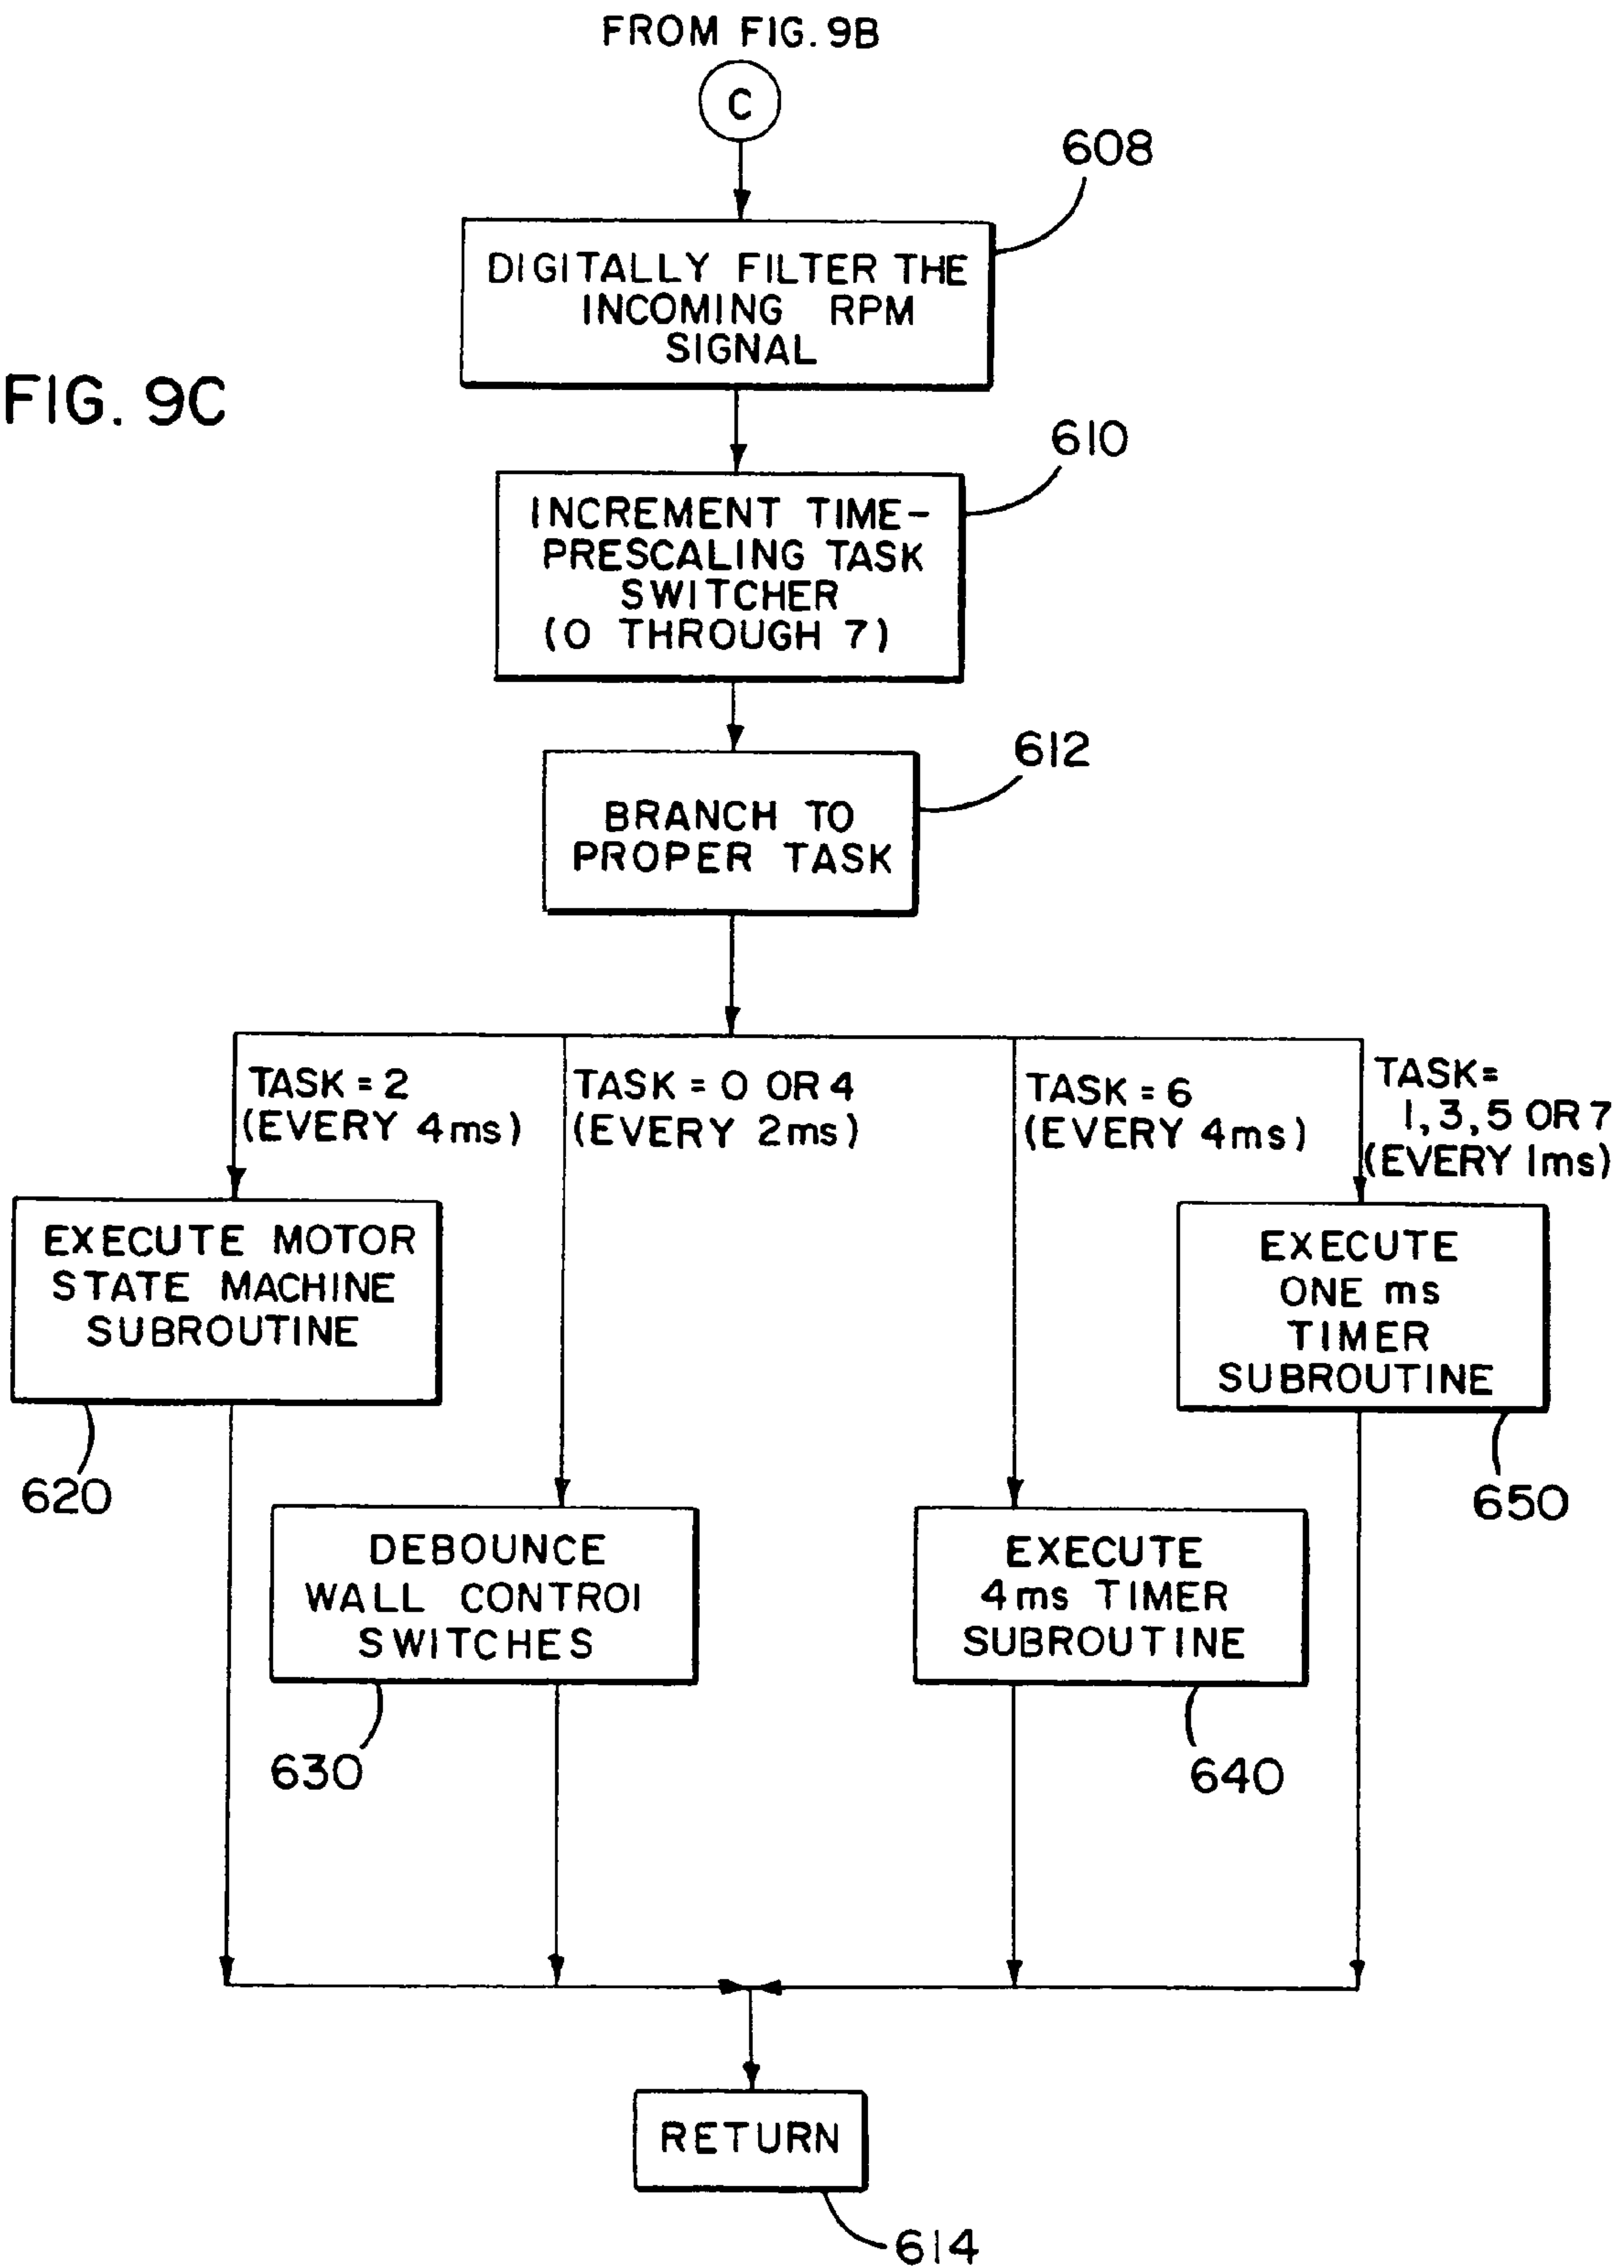 FROM FIG. 9B
C
608
DIGITALLY FILTER THE
INCOMING RPM
SIGNAL
FIG. 9C
610
INCREMENT TIME-
PRESCALING TASK
SWITCHER
(0 THROUGH 7)
612
BRANCH TO
PROPER TASK
TASK = 2
(EVERY 4ms)
TASK = 0 OR 4
(EVERY 2ms)
TASK = 6
(EVERY 4ms)
TASK=
1, 3, 5 OR 7
(EVERY 1ms)
EXECUTE MOTOR
STATE MACHINE
SUBROUTINE
620
EXECUTE
ONE ms
TIMER
SUBROUTINE
650
DEBOUNCE
WALL CONTROI
SWITCHES
630
EXECUTE
4ms TIMER
SUBROUTINE
640
RETURN
614